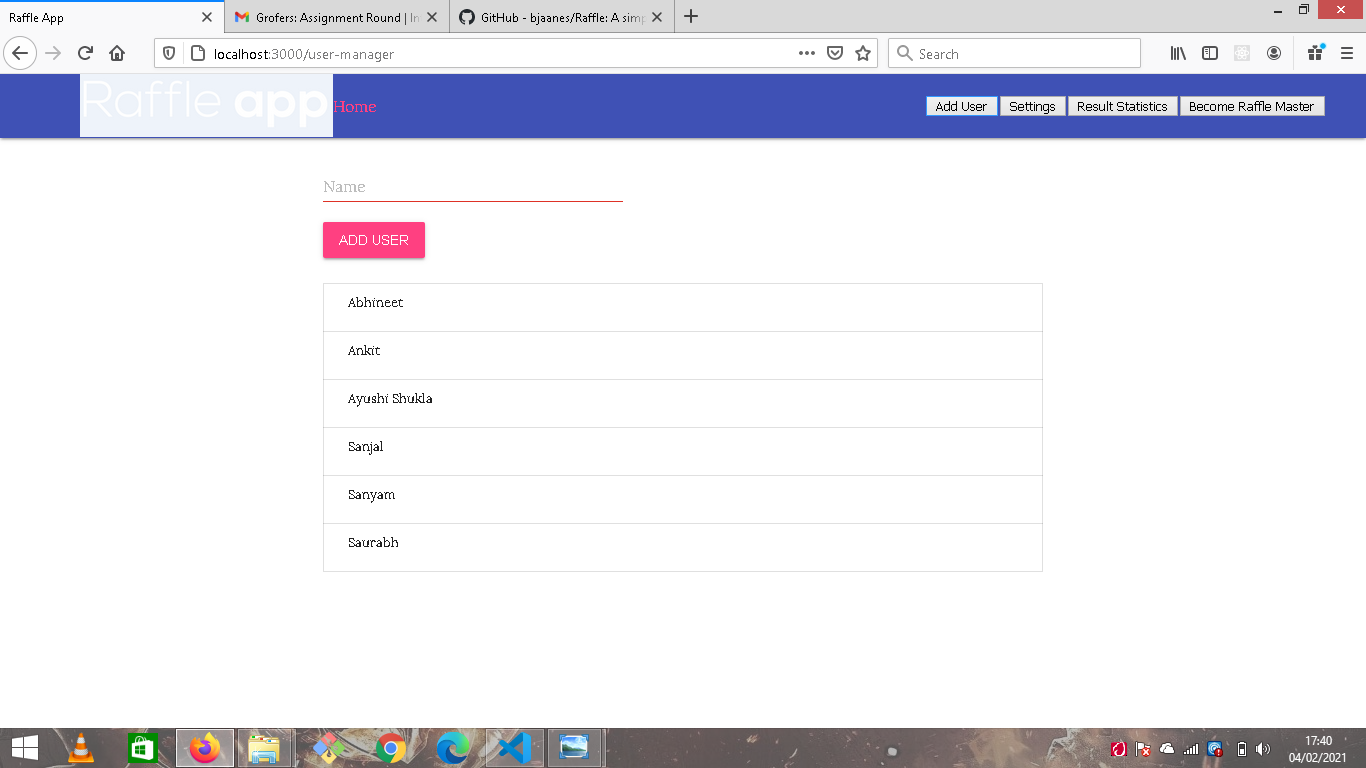 Raffle App
Grofers: Assignment Round | In
GitHub - bjaanes/Raffle: A simp
localhost:3000/user-manager
Search
Raffle app
Home
Add User
Settings
Result Statistics
Become Raffle Master
Name
ADD USER
Abhineet
Ankit
Ayushi Shukla
Sanjal
Sanyam
Saurabh
17:40
04/02/2021